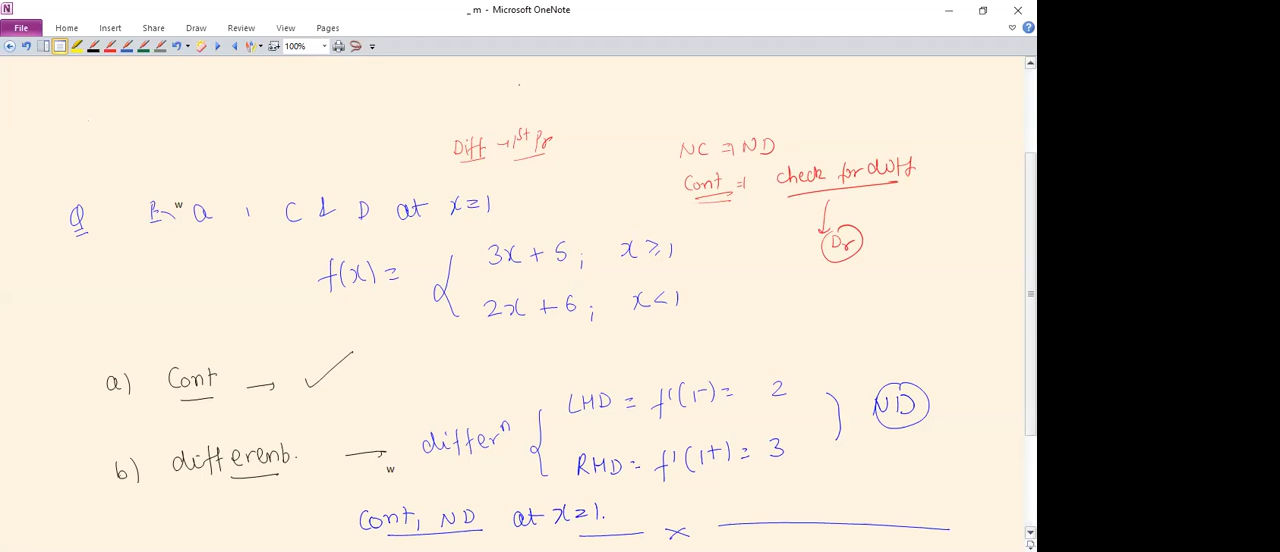 _ m - Microsoft OneNote
File Home Insert Share Draw Review View Pages
100%
Diff → 1st Pr
NC ⇒ ND
Cont ⇒ check for diff
Dr
Q C & D at x=1
f(x) = { 3x + 5 ; x ≥ 1
2x + 6 ; x < 1
a) Cont → ✓
b) differenb. → differⁿ { LHD = f'(1-) = 2
RHD = f'(1+) = 3 } ND
Cont, ND at x=1. ×